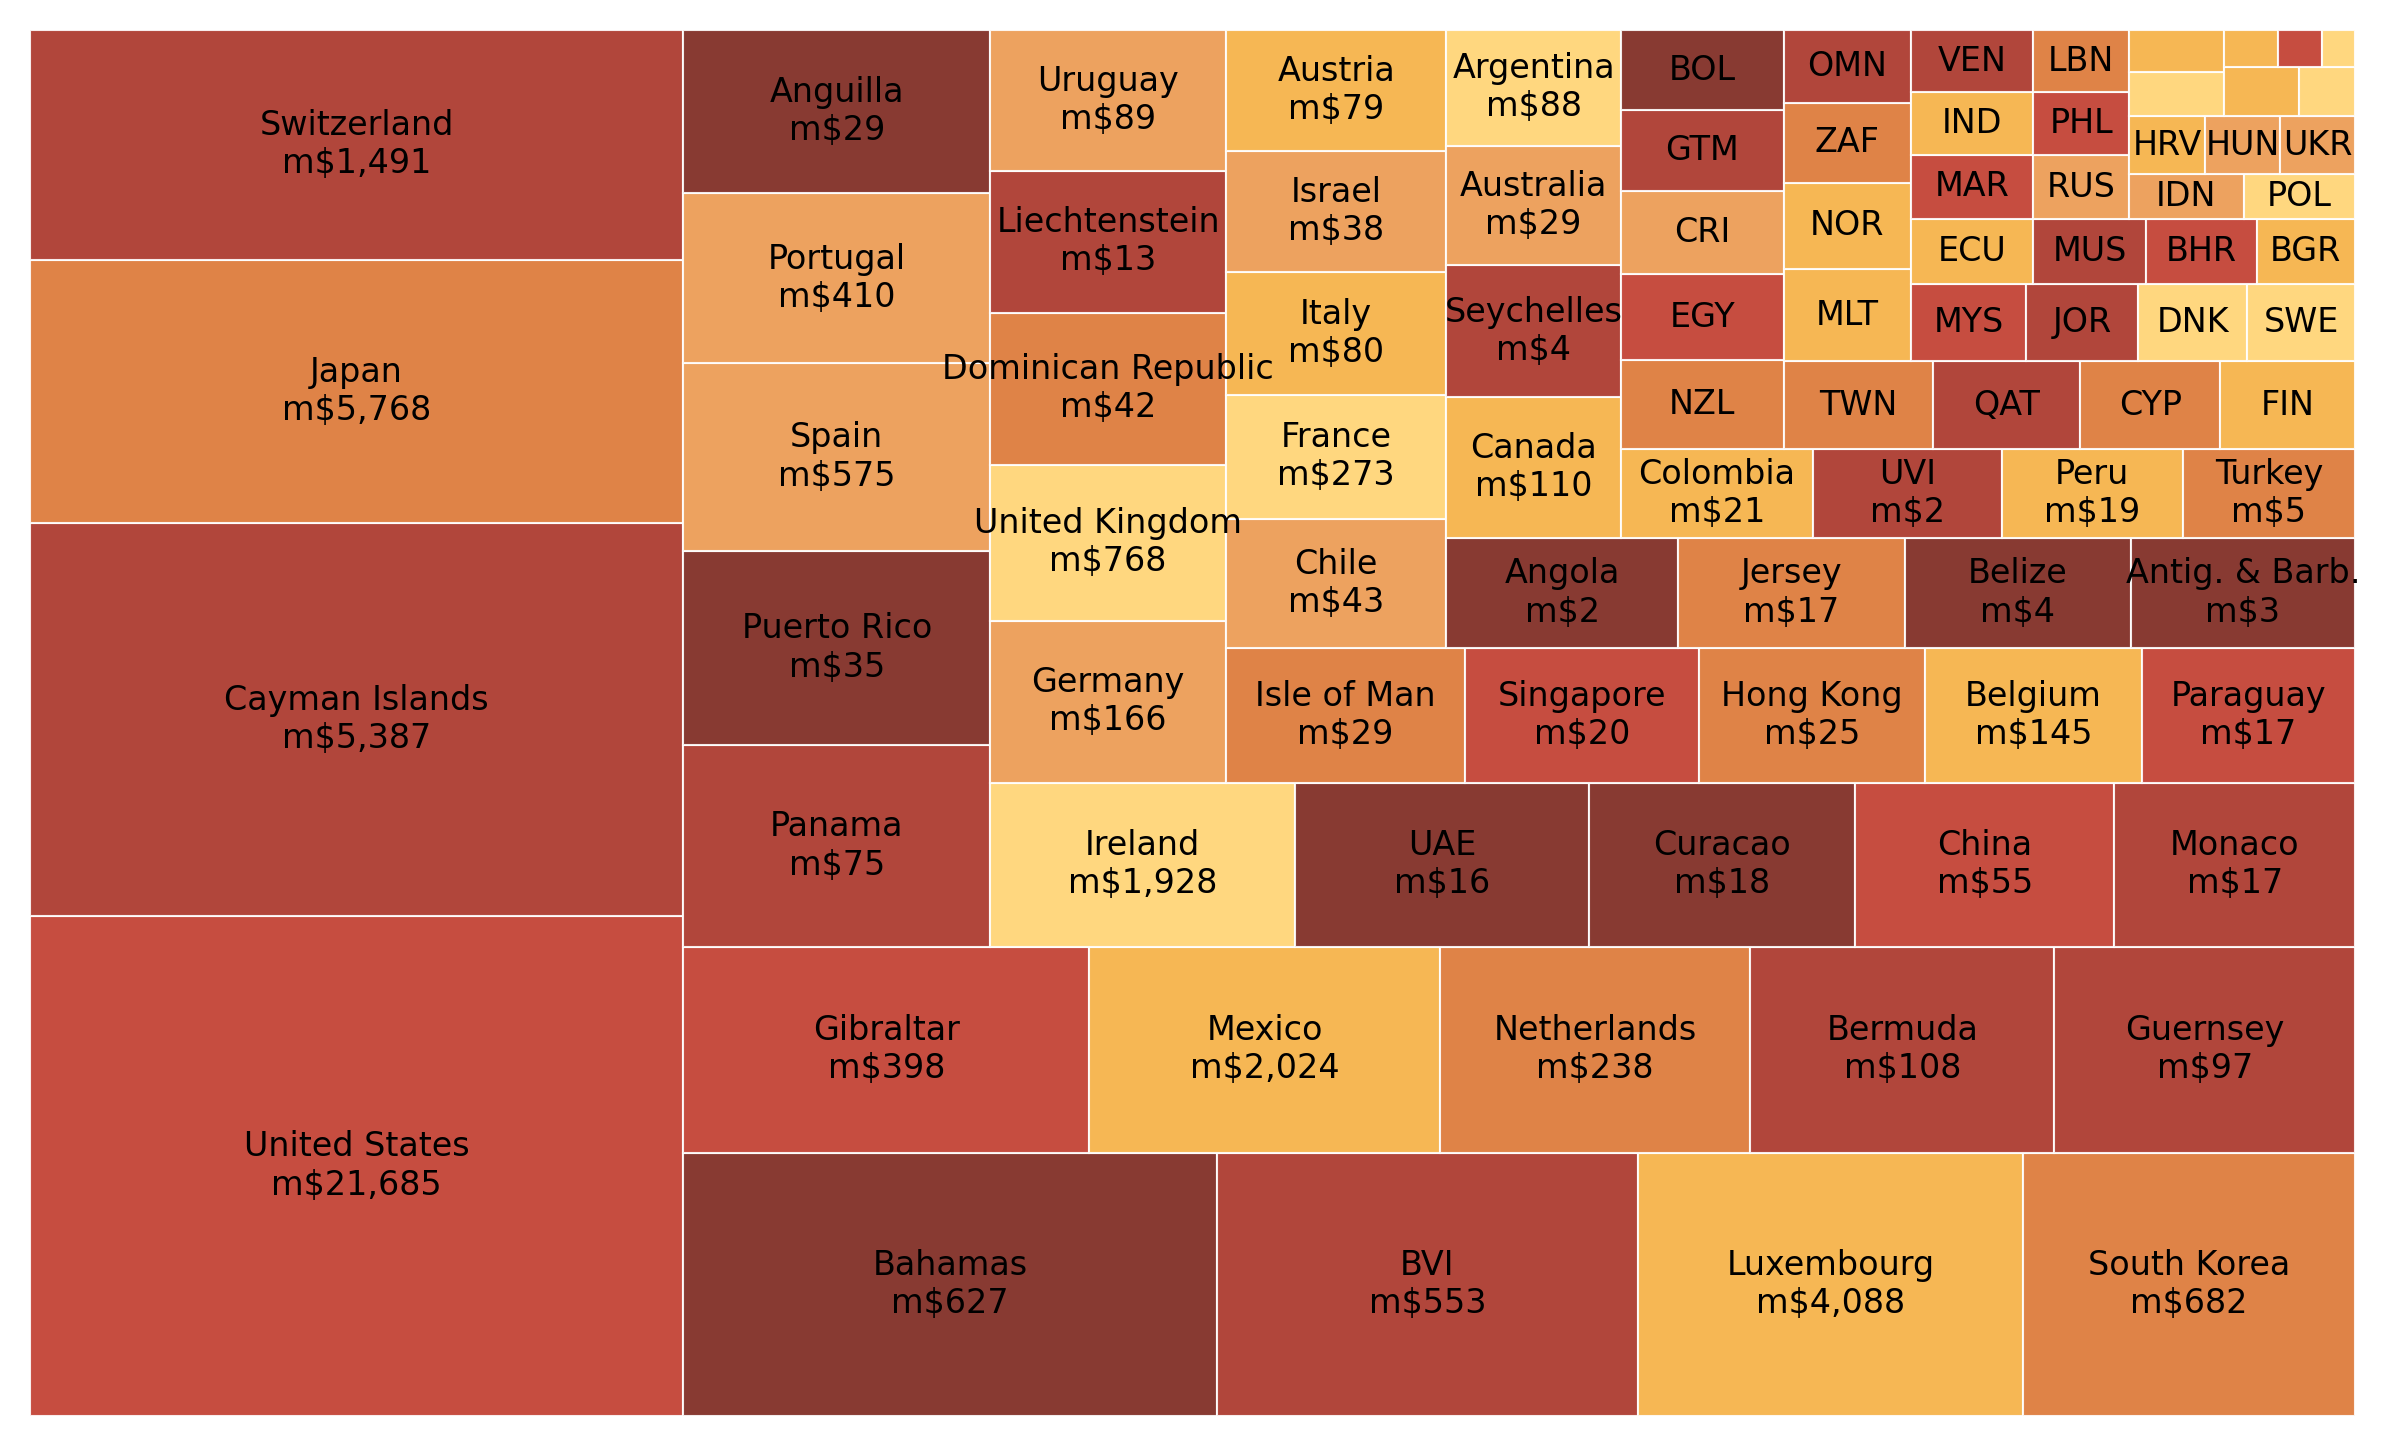 Switzerland
m$1,491
Japan
m$5,768
Cayman Islands
m$5,387
United States
m$21,685
Anguilla
m$29
Portugal
m$410
Spain
m$575
Puerto Rico
m$35
Panama
m$75
Uruguay
m$89
Liechtenstein
m$13
Dominican Republic
m$42
United Kingdom
m$768
Germany
m$166
Austria
m$79
Israel
m$38
Italy
m$80
France
m$273
Chile
m$43
Argentina
m$88
Australia
m$29
Seychelles
m$4
Canada
m$110
BOL
GTM
CRI
EGY
NZL
OMN
ZAF
NOR
MLT
VEN
IND
MAR
ECU
LBN
PHL
RUS
HRV
HUN
UKR
IDN
POL
MUS
BHR
BGR
MYS
JOR
DNK
SWE
TWN
QAT
CYP
FIN
Colombia
m$21
UVI
m$2
Peru
m$19
Turkey
m$5
Angola
m$2
Jersey
m$17
Belize
m$4
Antig. & Barb.
m$3
Isle of Man
m$29
Singapore
m$20
Hong Kong
m$25
Belgium
m$145
Paraguay
m$17
Ireland
m$1,928
UAE
m$16
Curacao
m$18
China
m$55
Monaco
m$17
Gibraltar
m$398
Mexico
m$2,024
Netherlands
m$238
Bermuda
m$108
Guernsey
m$97
Bahamas
m$627
BVI
m$553
Luxembourg
m$4,088
South Korea
m$682